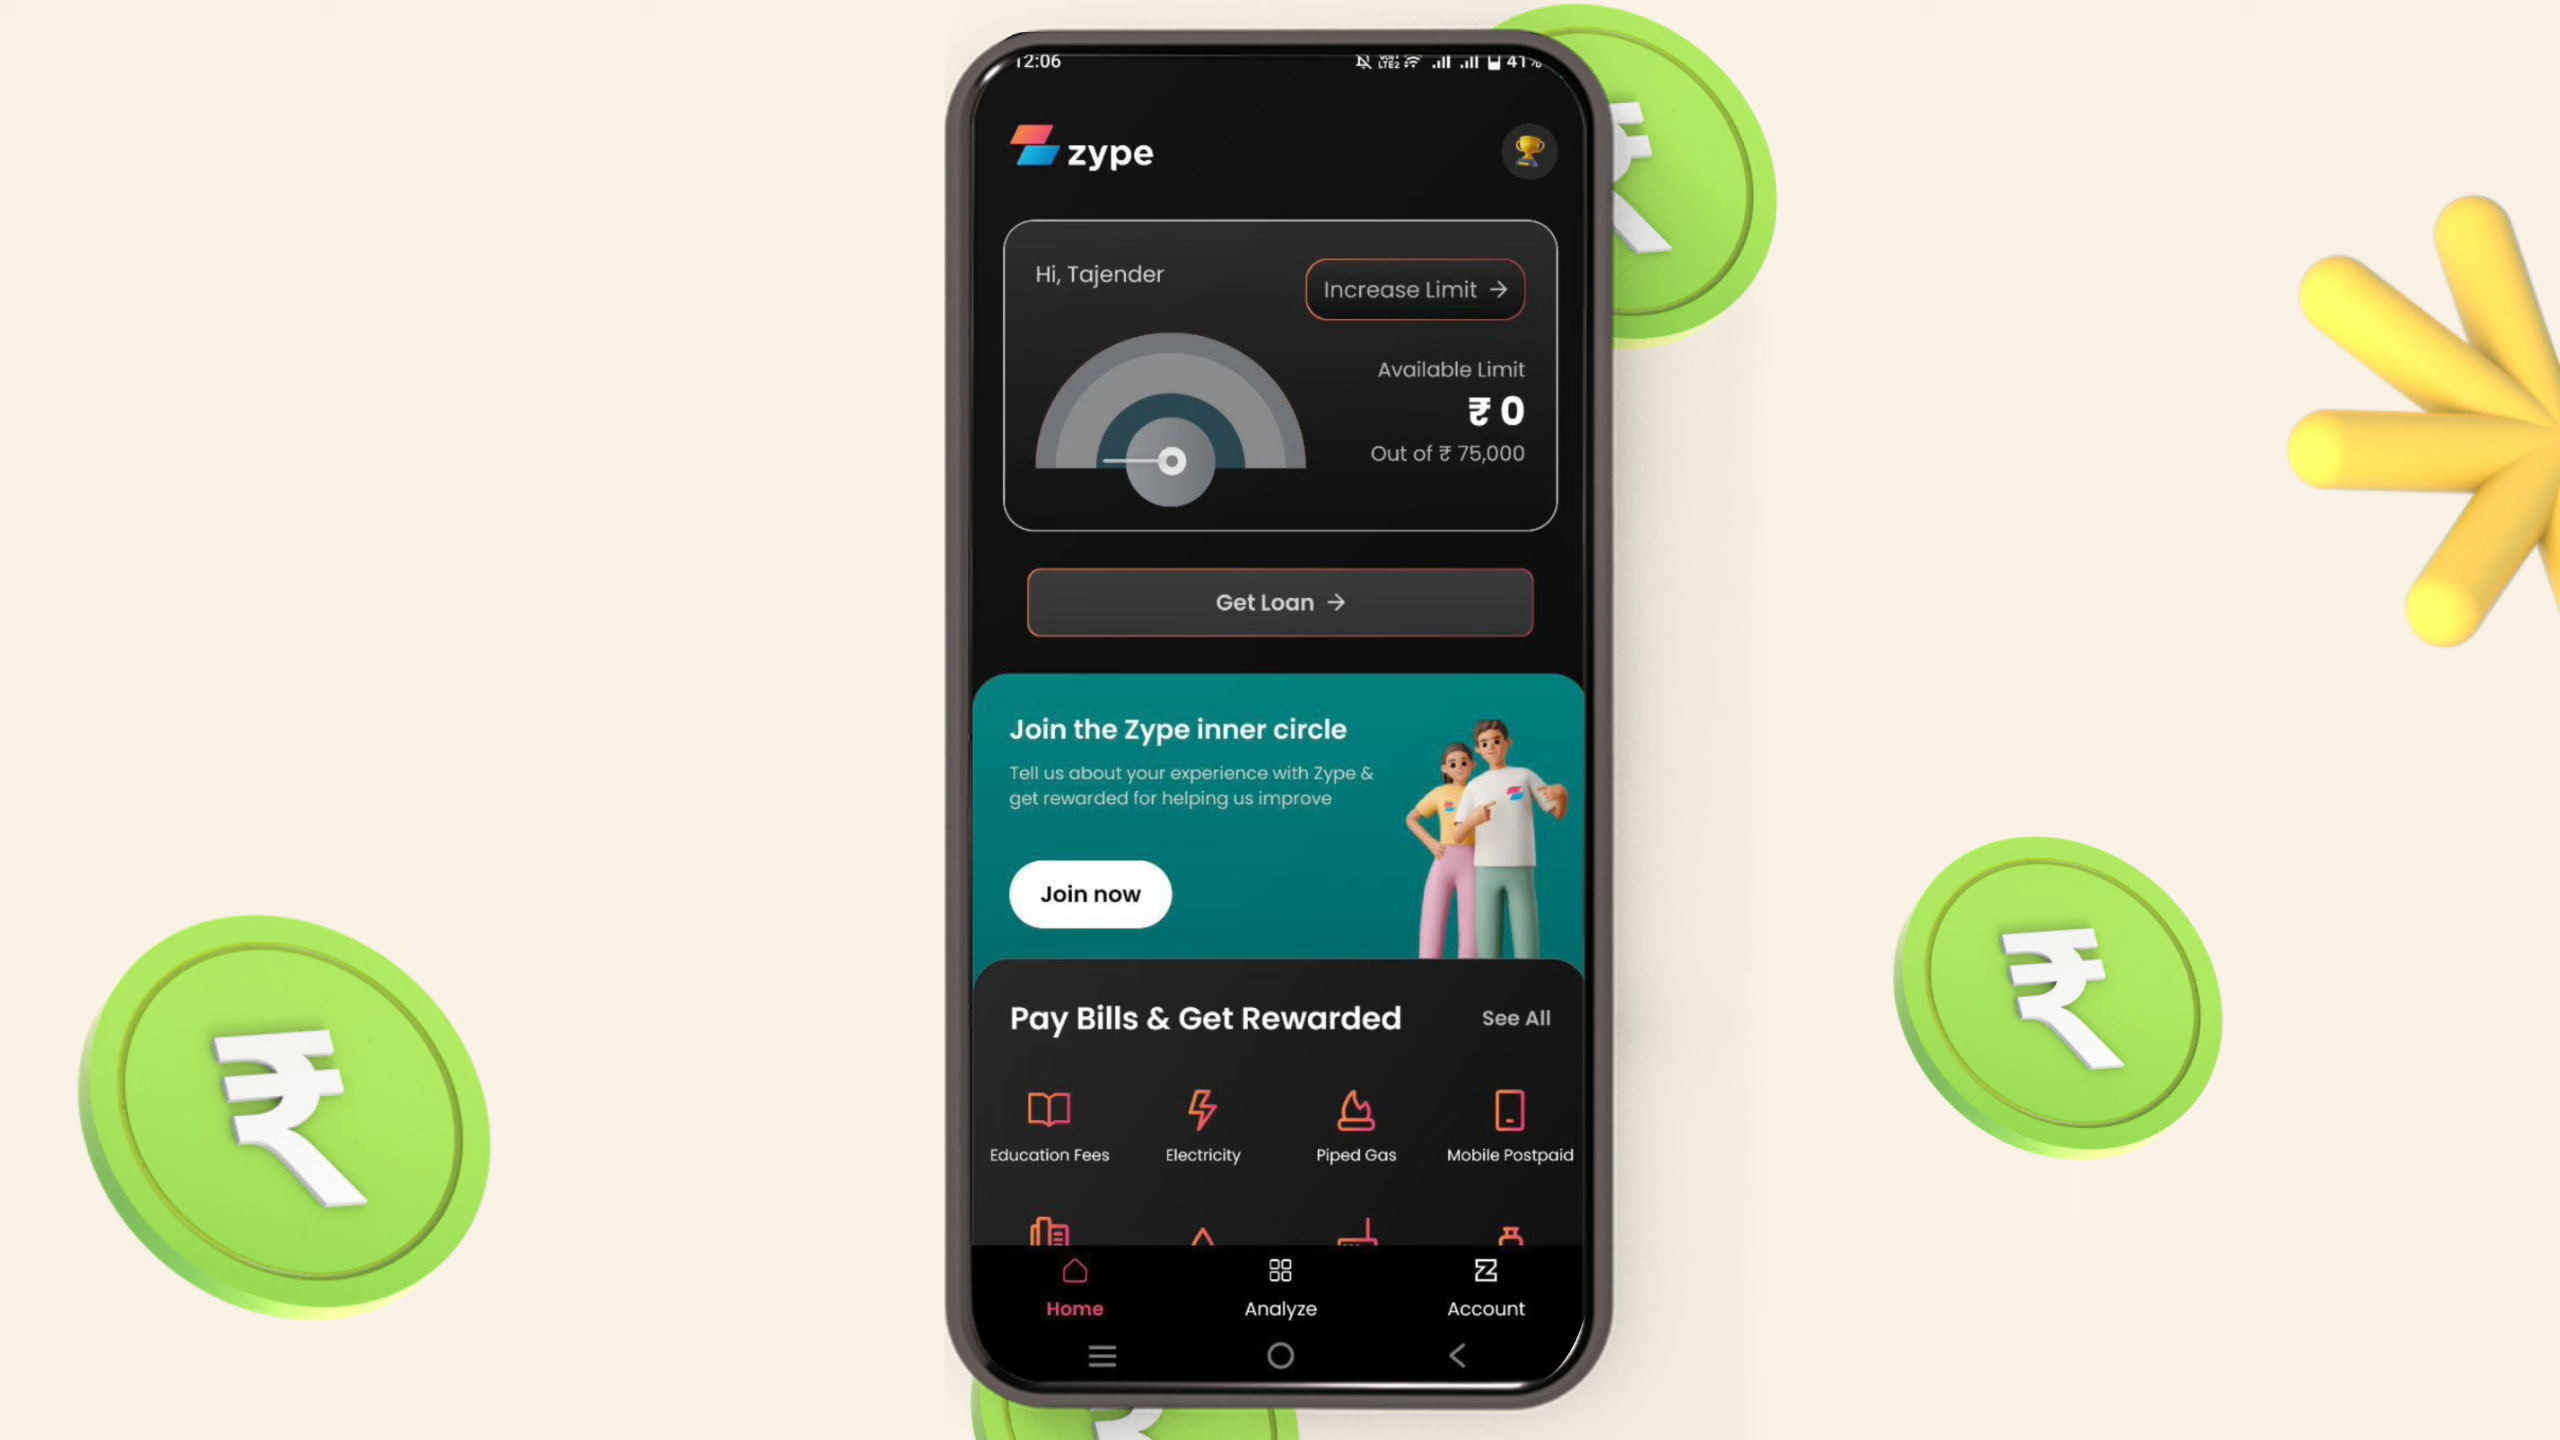 12:06
LTE2 41%
zype
Hi, Tajender
Increase Limit →
Available Limit
₹ 0
Out of ₹ 75,000
Get Loan →
Join the Zype inner circle
Tell us about your experience with Zype &
get rewarded for helping us improve
Join now
Pay Bills & Get Rewarded
See All
Education Fees
Electricity
Piped Gas
Mobile Postpaid
Home
Analyze
Account
₹
₹
₹